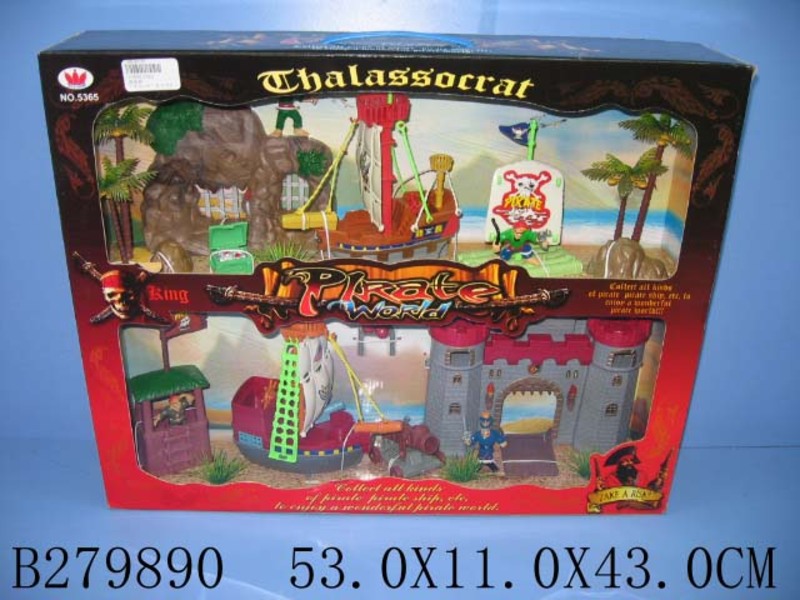 Thalassocrat
NO.5365
PIRATE
King
Pirate
World
Collect all kinds
of pirate pirate ship, etc, to
enjoy a wonderful
pirate world!!
TAKE A RISK!
Collect all kinds
of pirate pirate ship, etc,
to enjoy a wonderful pirate world.
B279890 53.0X11.0X43.0CM